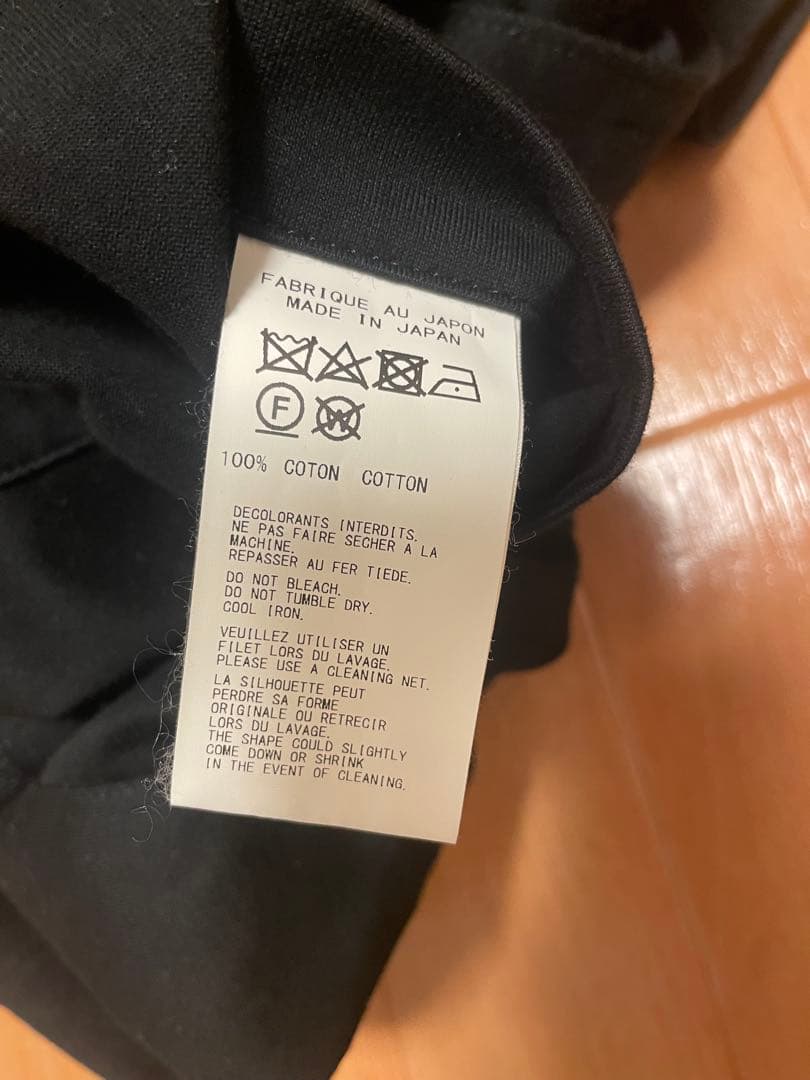 FABRIQUE AU JAPON
MADE IN JAPAN
F W
100% COTON COTTON
DECOLORANTS INTERDITS.
NE PAS FAIRE SECHER A LA
MACHINE.
REPASSER AU FER TIEDE.
DO NOT BLEACH.
DO NOT TUMBLE DRY.
COOL IRON.
VEUILLEZ UTILISER UN
FILET LORS DU LAVAGE.
PLEASE USE A CLEANING NET.
LA SILHOUETTE PEUT
PERDRE SA FORME
ORIGINALE OU RETRECIR
LORS DU LAVAGE.
THE SHAPE COULD SLIGHTLY
COME DOWN OR SHRINK
IN THE EVENT OF CLEANING.